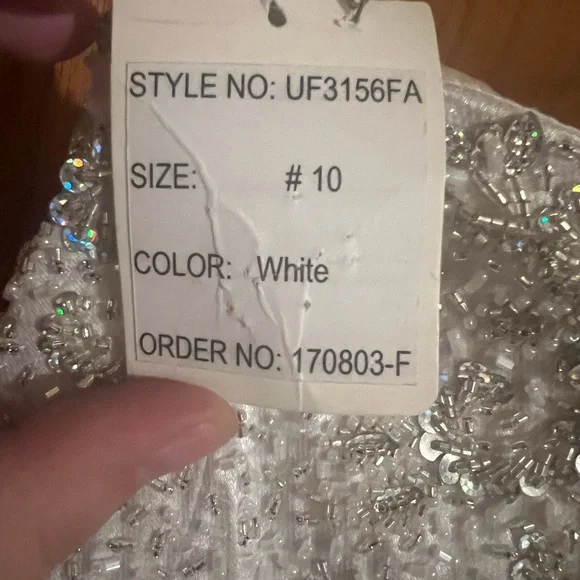 STYLE NO: UF3156FA
SIZE: # 10
COLOR: White
ORDER NO: 170803-F